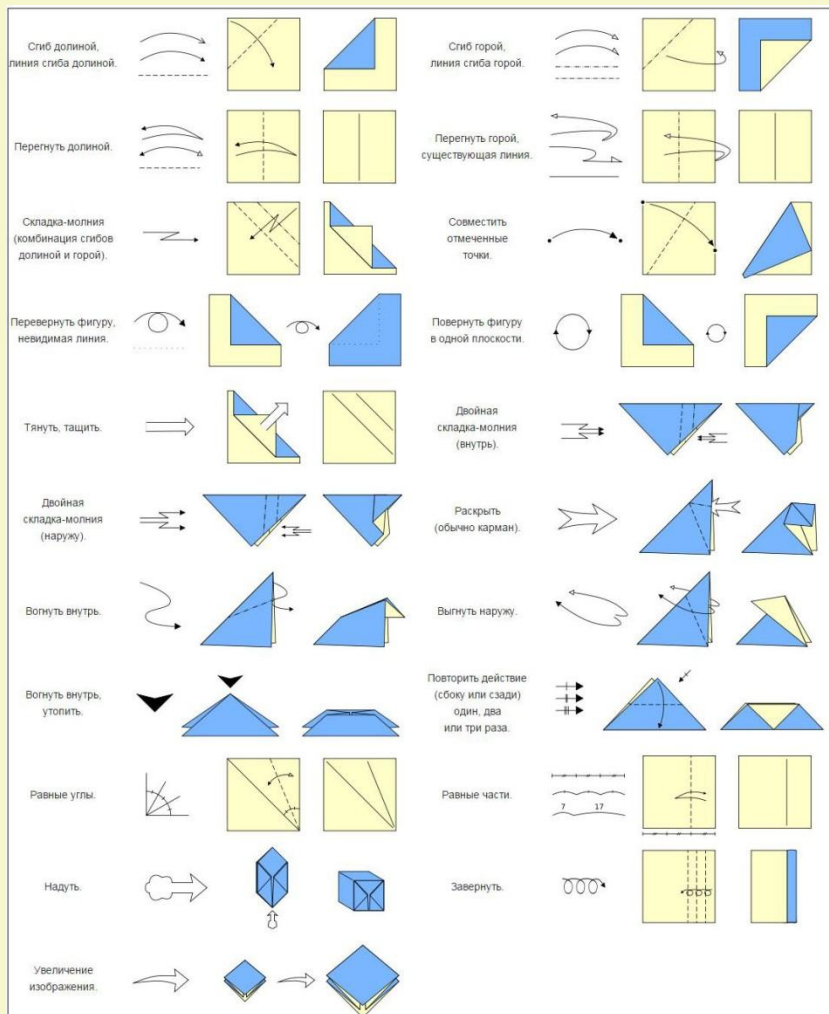 Сгиб долиной,
линия сгиба долиной.
Сгиб горой,
линия сгиба горой.
Перегнуть долиной.
Перегнуть горой,
существующая линия.
Складка-молния
(комбинация сгибов
долиной и горой).
Совместить
отмеченные
точки.
Перевернуть фигуру,
невидимая линия.
Повернуть фигуру
в одной плоскости.
Тянуть, тащить.
Двойная
складка-молния
(внутрь).
Двойная
складка-молния
(наружу).
Раскрыть
(обычно карман).
Вогнуть внутрь.
Выгнуть наружу.
Вогнуть внутрь,
утопить.
Повторить действие
(сбоку или сзади)
один, два
или три раза.
Равные углы.
Равные части.
7 17
Надуть.
Завернуть.
Увеличение
изображения.